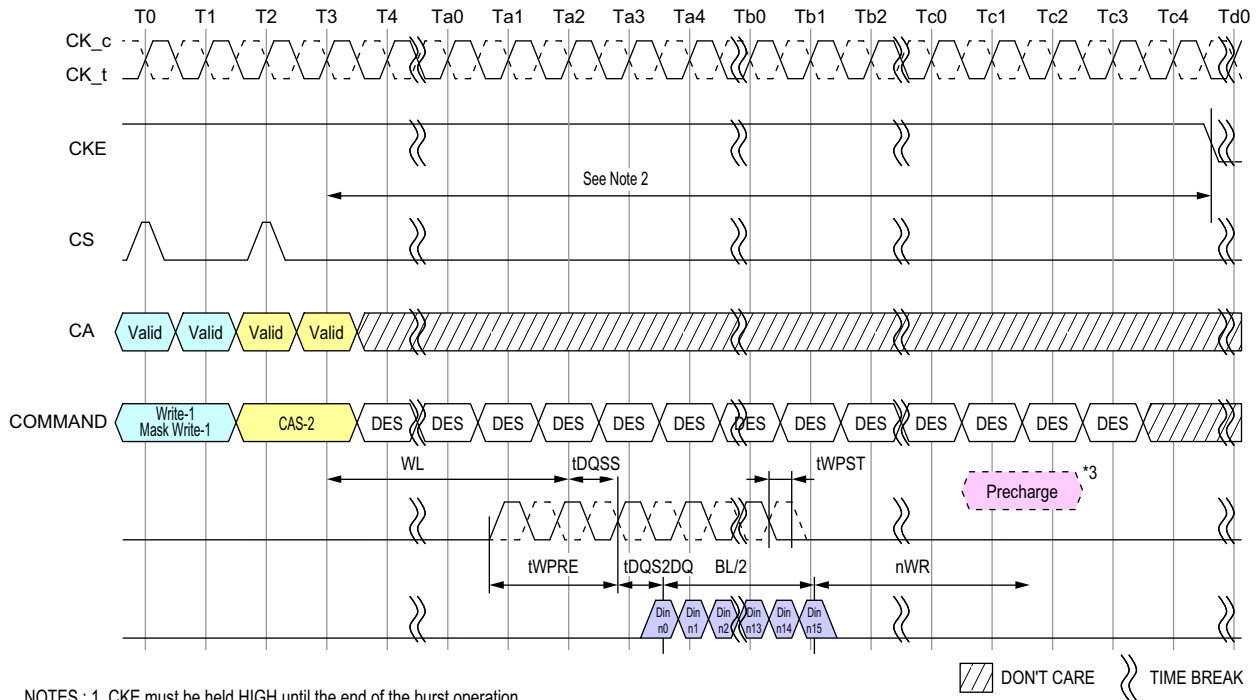 T0 T1 T2 T3 T4 Ta0 Ta1 Ta2 Ta3 Ta4 Tb0 Tb1 Tb2 Tc0 Tc1 Tc2 Tc3 Tc4 Td0
CK_c
CK_t
CKE
See Note 2
CS
CA Valid Valid Valid Valid
COMMAND Write-1 Mask Write-1 CAS-2 DES DES DES DES DES DES DES DES DES DES DES DES DES
WL tDQSS tWPST
Precharge *3
tWPRE tDQS2DQ BL/2 nWR
Din n0 Din n1 Din n2 Din n13 Din n14 Din n15
DON'T CARE TIME BREAK
NOTES : 1. CKE must be held HIGH until the end of the burst operation.